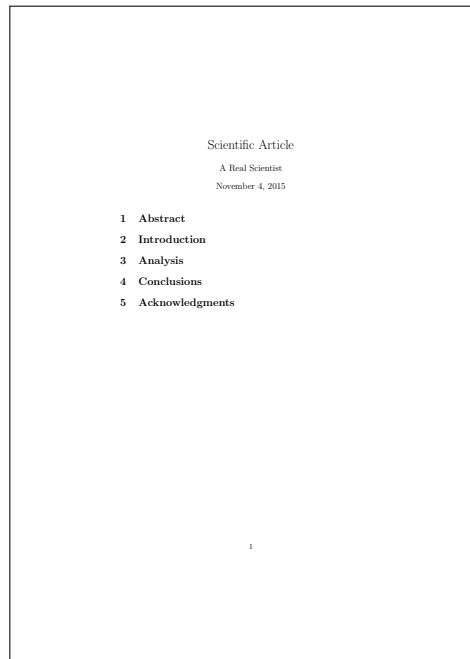 Scientific Article
A Real Scientist
November 4, 2015
1 Abstract
2 Introduction
3 Analysis
4 Conclusions
5 Acknowledgments
1